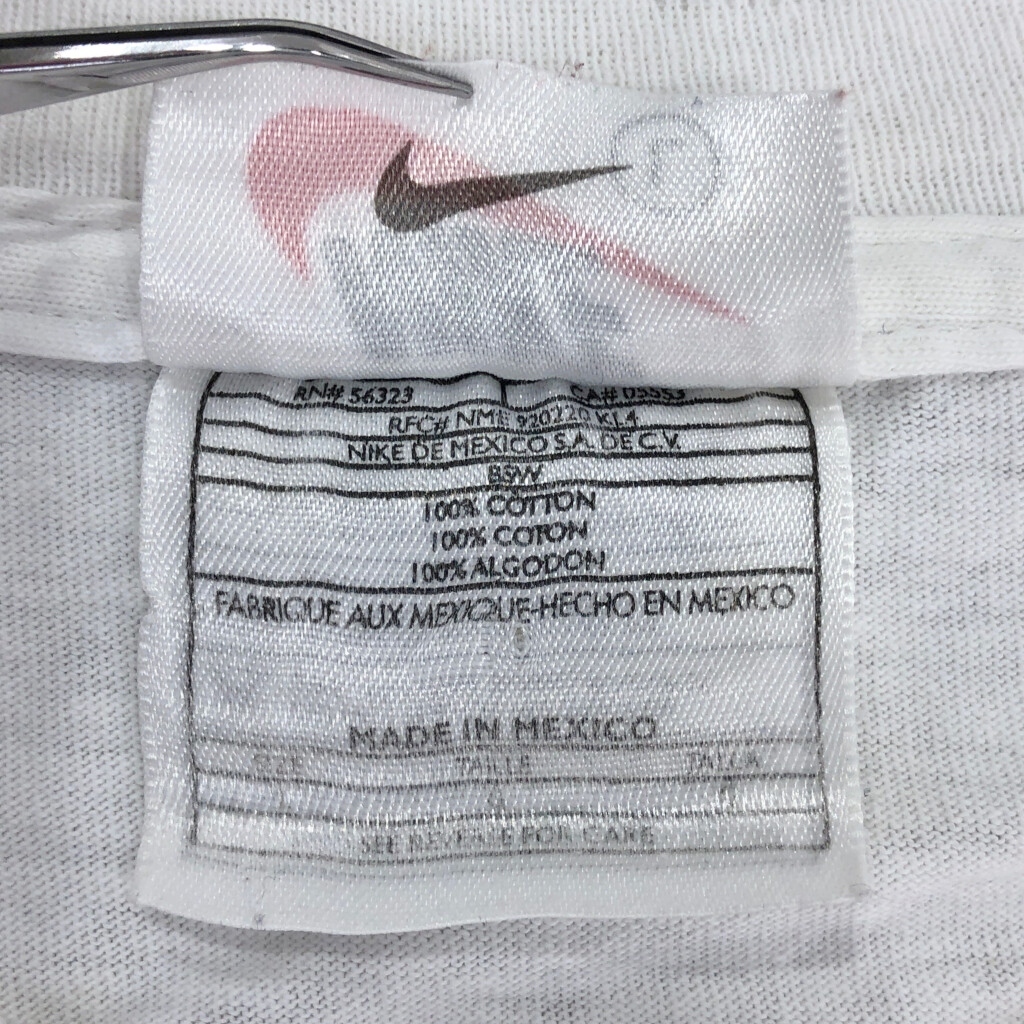 RN# 56323 CA# 05553
RFC# NME 920220 KL4
NIKE DE MEXICO S.A. DE C.V.
BSW
100% COTTON
100% COTON
100% ALGODON
FABRIQUE AUX MEXIQUE-HECHO EN MEXICO
MADE IN MEXICO
SIZE TAILLE TALLA
SEE REVERSE FOR CARE